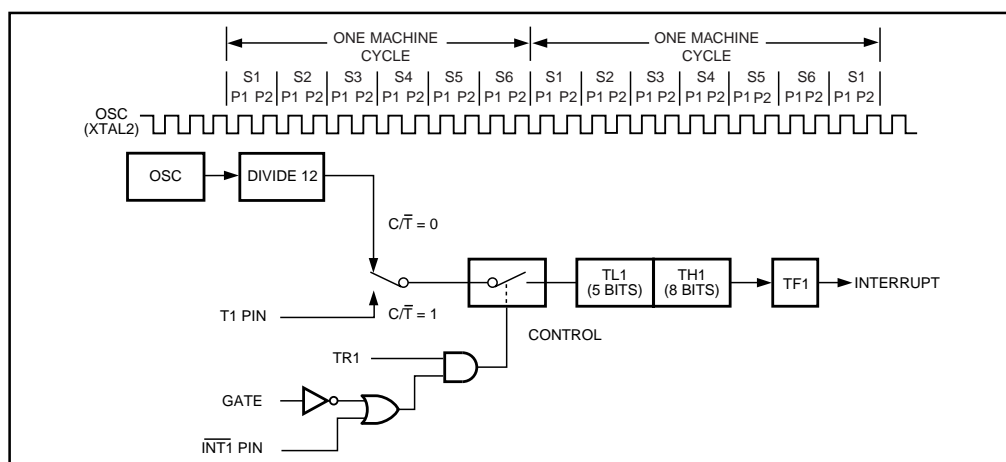 ONE MACHINE CYCLE ONE MACHINE CYCLE
S1 S2 S3 S4 S5 S6 S1 S2 S3 S4 S5 S6 S1
P1 P2 P1 P2 P1 P2 P1 P2 P1 P2 P1 P2 P1 P2 P1 P2 P1 P2 P1 P2 P1 P2 P1 P2 P1 P2
OSC
(XTAL2)
OSC
DIVIDE 12
C/T̅ = 0
TL1
(5 BITS)
TH1
(8 BITS)
TF1
INTERRUPT
T1 PIN
C/T̅ = 1
CONTROL
TR1
GATE
I̅N̅T̅1̅ PIN